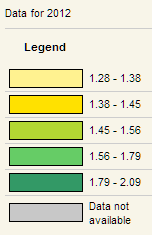 Data for 2012
Legend
1.28 - 1.38
1.38 - 1.45
1.45 - 1.56
1.56 - 1.79
1.79 - 2.09
Data not
available